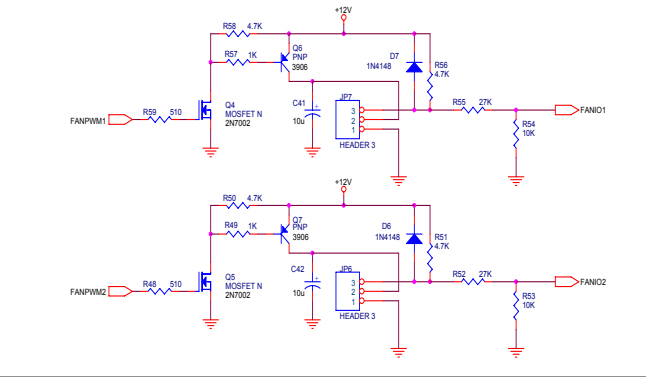 +12V
R58 4.7K
R57 1K
Q6
PNP
3906
D7
1N4148
R56
4.7K
C41
10u
JP7
3
2
1
HEADER 3
R55 27K
FANIO1
R54
10K
FANPWM1
R59 510
Q4
MOSFET N
2N7002
+12V
R50 4.7K
R49 1K
Q7
PNP
3906
D6
1N4148
R51
4.7K
C42
10u
JP6
3
2
1
HEADER 3
R52 27K
FANIO2
R53
10K
FANPWM2
R48 510
Q5
MOSFET N
2N7002